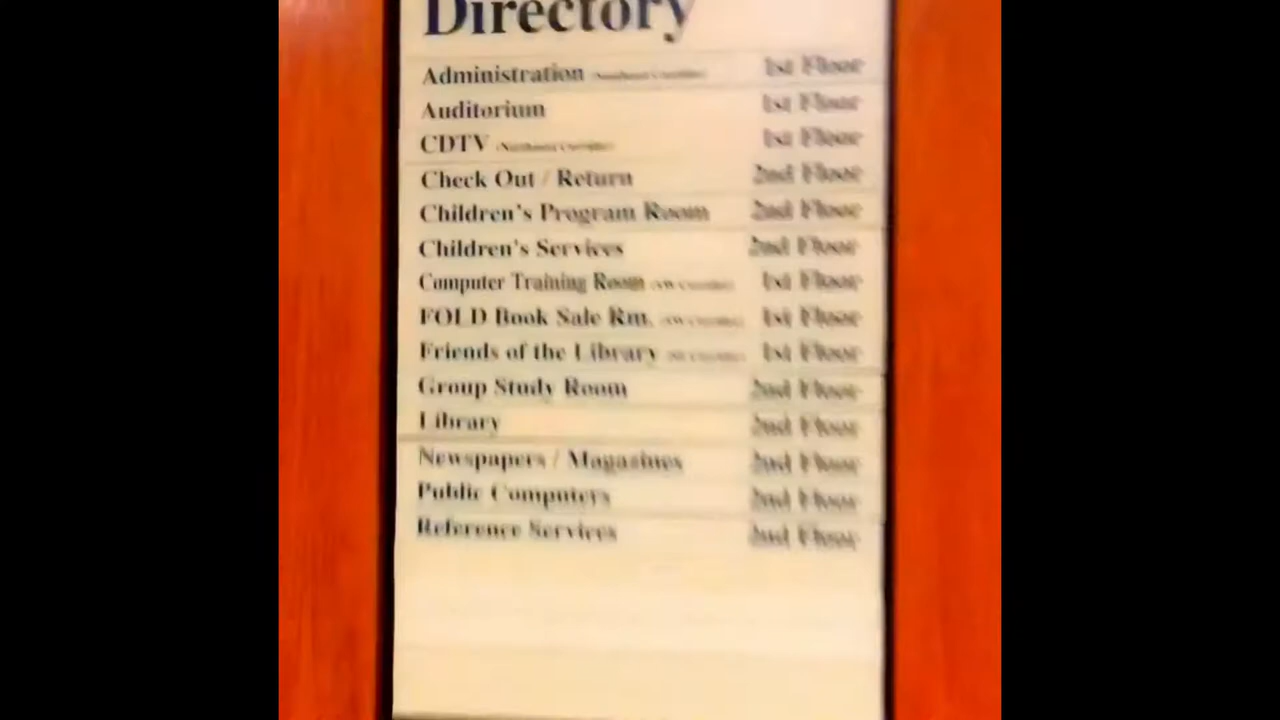 Directory
Administration 1st Floor
Auditorium 1st Floor
CDTV 1st Floor
Check Out / Return 2nd Floor
Children's Program Room 2nd Floor
Children's Services 2nd Floor
Computer Training Room 1st Floor
FOLD Book Sale Rm. 1st Floor
Friends of the Library 1st Floor
Group Study Room 2nd Floor
Library 2nd Floor
Newspapers / Magazines 2nd Floor
Public Computers 2nd Floor
Reference Services 2nd Floor